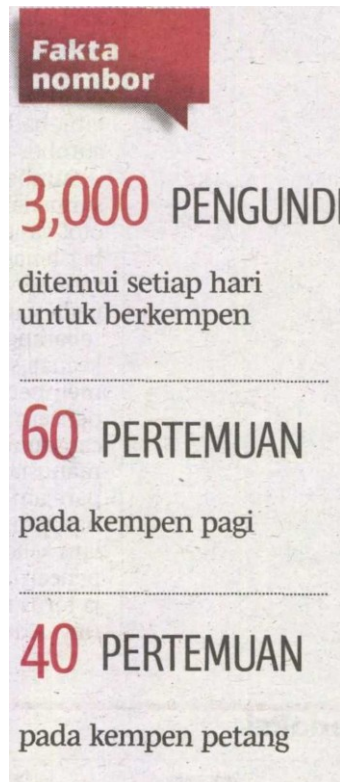 Fakta
nombor
3,000 PENGUNDI
ditemui setiap hari
untuk berkempen
60 PERTEMUAN
pada kempen pagi
40 PERTEMUAN
pada kempen petang